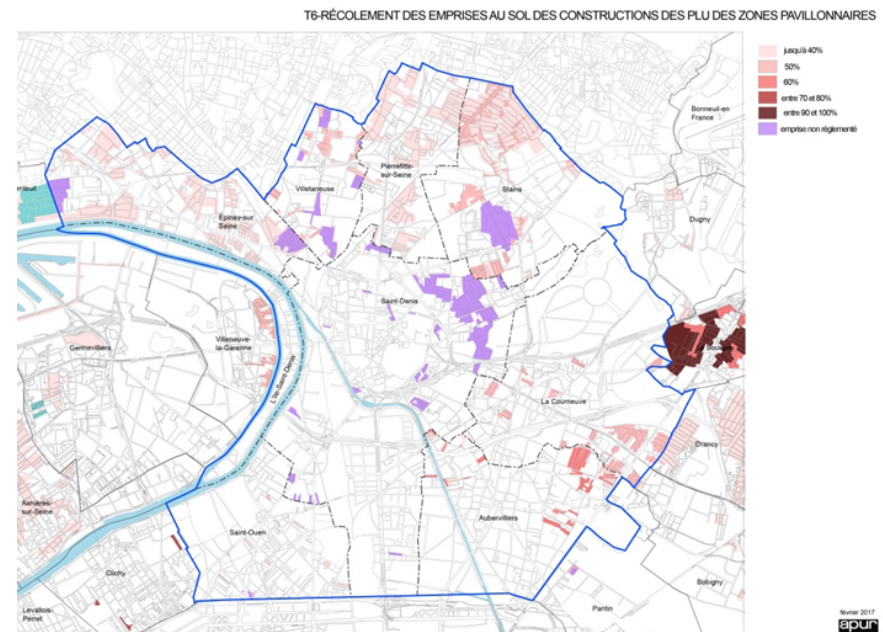 T6-RÉCOLEMENT DES EMPRISES AU SOL DES CONSTRUCTIONS DES PLU DES ZONES PAVILLONNAIRES
jusqu'à 40%
50%
60%
entre 70 et 80%
entre 90 et 100%
emprise non réglementé
Bonneuil-en
France
Pierrefitte-
sur-Seine
Villetaneuse
Stains
enteuil
Épinay-sur
Seine
Dugny
Saint-Denis
Villeneuve-
la-Garenne
Gennevilliers
L'Ile-Saint-Denis
La Courneuve
Drancy
Asnières-
sur-Seine
Aubervilliers
Saint-Ouen
Clichy
Bobigny
Levallois-
Perret
Pantin
février 2017
apur